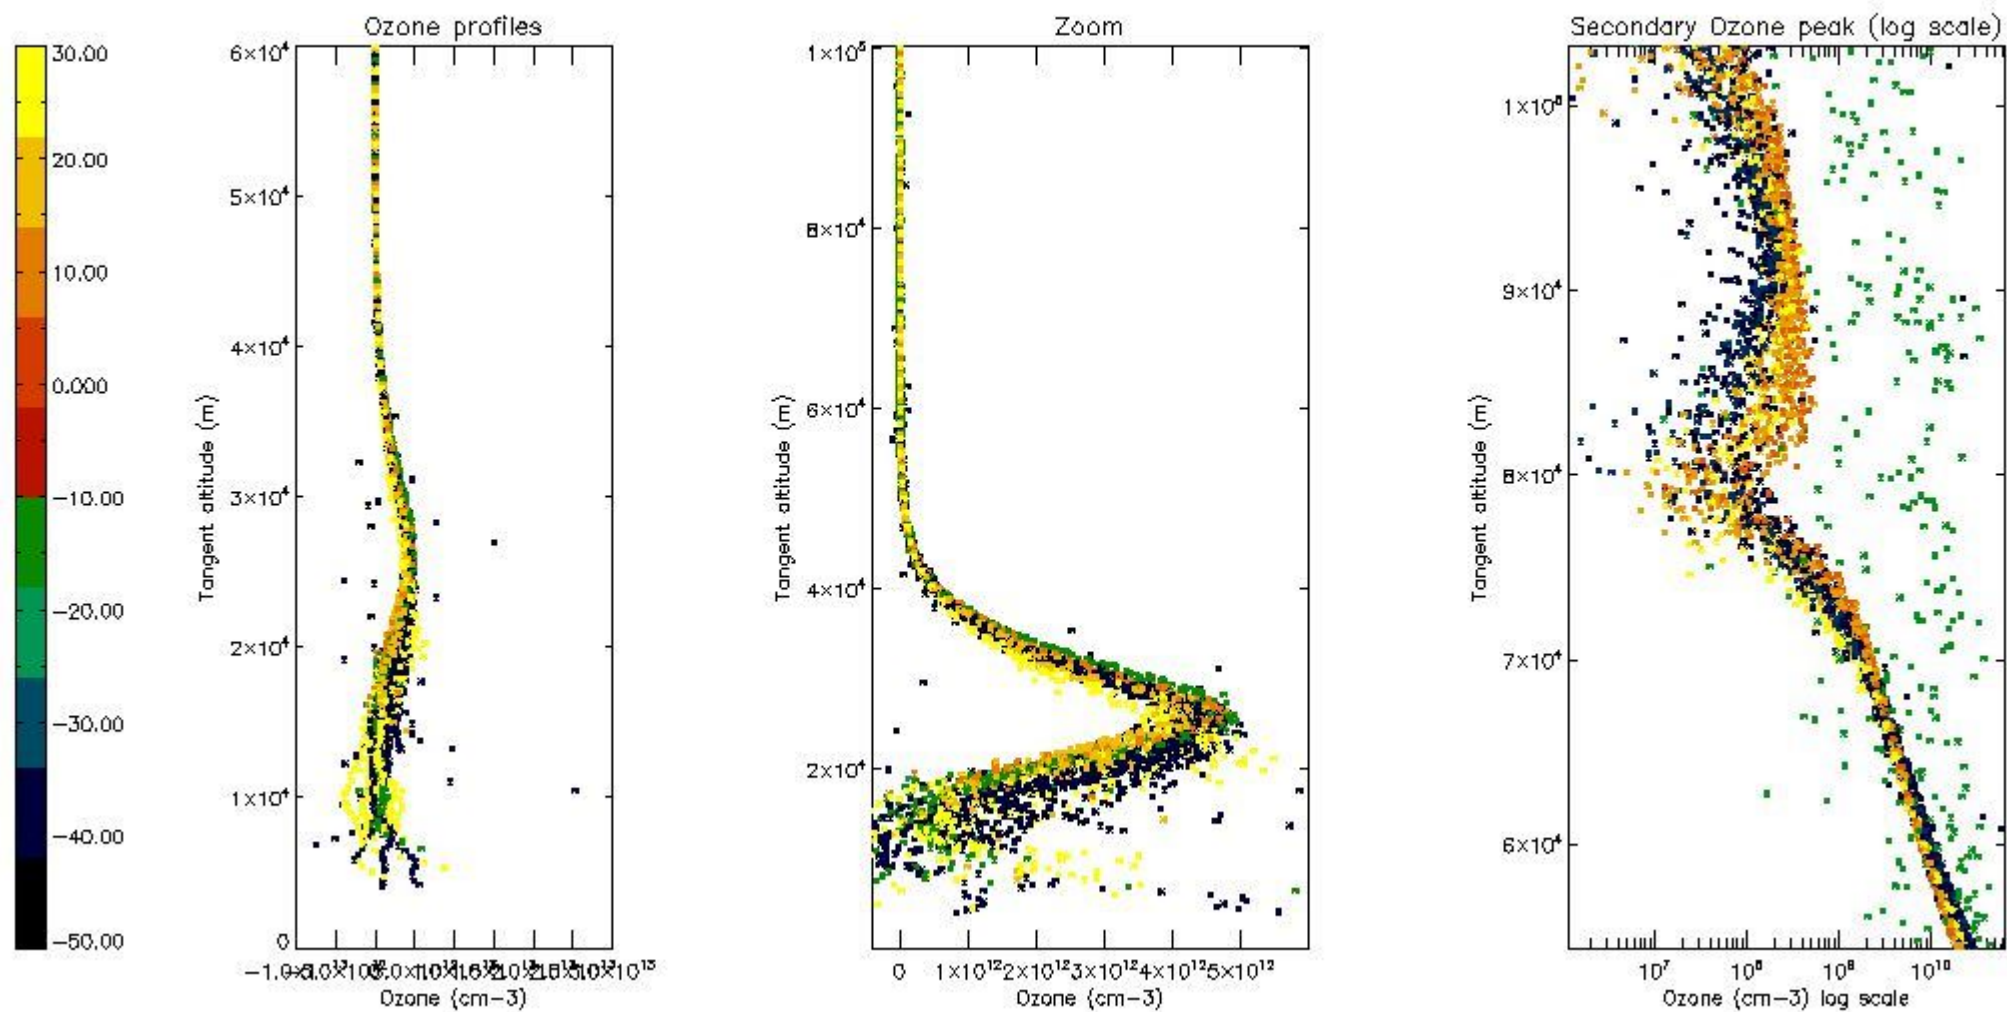 Ozone profiles
Zoom
Secondary Ozone peak (log scale)
30.00
20.00
10.00
0.000
−10.00
−20.00
−30.00
−40.00
−50.00
6×10⁴
5×10⁴
4×10⁴
3×10⁴
2×10⁴
1×10⁴
0
Tangent altitude (m)
Ozone (cm−3)
1×10⁵
8×10⁴
6×10⁴
4×10⁴
2×10⁴
Tangent altitude (m)
0 1×10¹² 2×10¹² 3×10¹² 4×10¹² 5×10¹²
Ozone (cm−3)
9×10⁴
8×10⁴
7×10⁴
6×10⁴
Tangent altitude (m)
10⁷ 10⁸ 10⁹ 10¹⁰
Ozone (cm−3) log scale